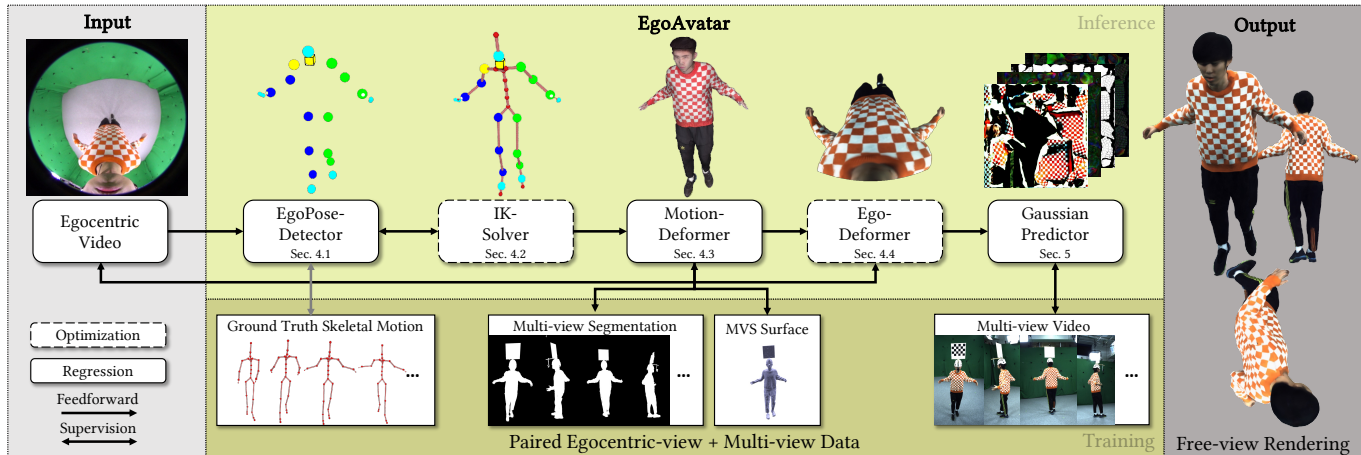 Input
EgoAvatar
Inference
Output
Egocentric
Video
EgoPose-
Detector
Sec. 4.1
IK-
Solver
Sec. 4.2
Motion-
Deformer
Sec. 4.3
Ego-
Deformer
Sec. 4.4
Gaussian
Predictor
Sec. 5
Optimization
Regression
Feedforward
Supervision
Ground Truth Skeletal Motion
...
Multi-view Segmentation
...
MVS Surface
Multi-view Video
...
Paired Egocentric-view + Multi-view Data
Training
Free-view Rendering